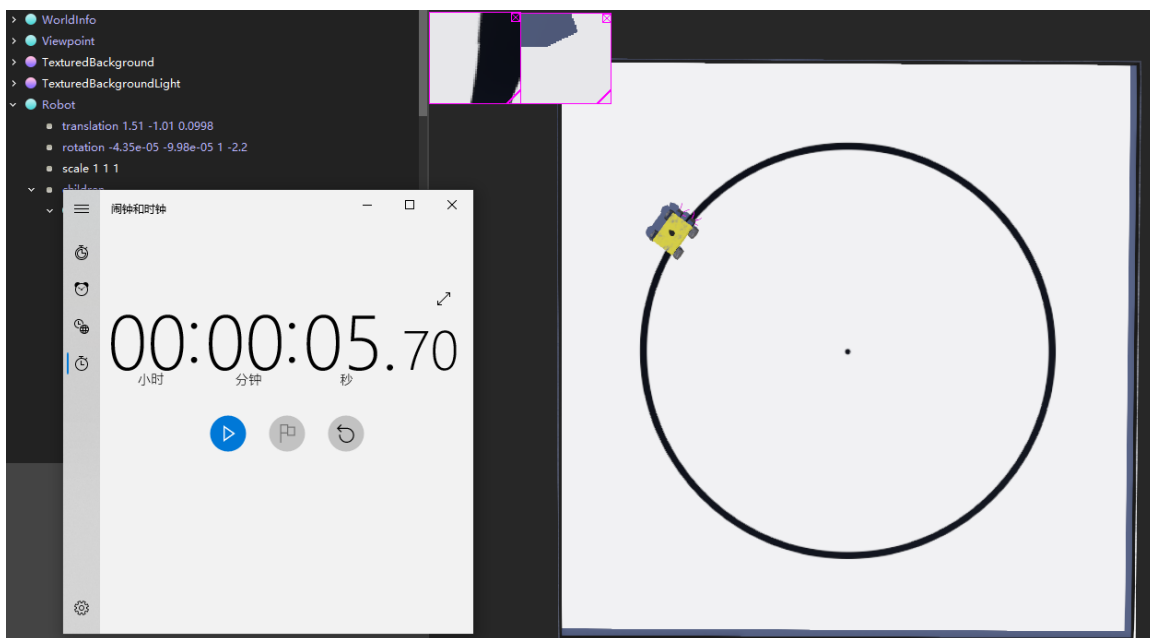 WorldInfo
Viewpoint
TexturedBackground
TexturedBackgroundLight
Robot
translation 1.51 -1.01 0.0998
rotation -4.35e-05 -9.98e-05 1 -2.2
scale 1 1 1
children
闹钟和时钟
00:00:05.70
小时 分钟 秒